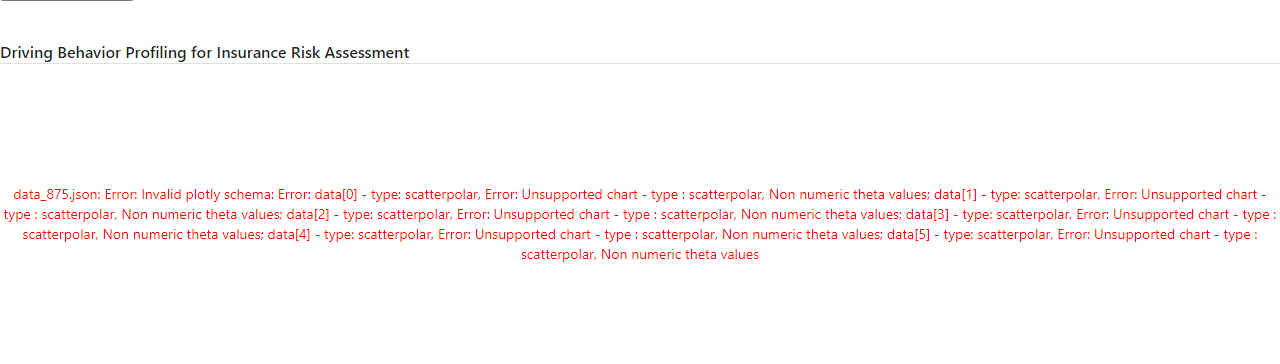 Driving Behavior Profiling for Insurance Risk Assessment
data_875.json: Error: Invalid plotly schema: Error: data[0] - type: scatterpolar, Error: Unsupported chart - type : scatterpolar, Non numeric theta values; data[1] - type: scatterpolar, Error: Unsupported chart -
type : scatterpolar, Non numeric theta values; data[2] - type: scatterpolar, Error: Unsupported chart - type : scatterpolar, Non numeric theta values; data[3] - type: scatterpolar, Error: Unsupported chart - type :
scatterpolar, Non numeric theta values; data[4] - type: scatterpolar, Error: Unsupported chart - type : scatterpolar, Non numeric theta values; data[5] - type: scatterpolar, Error: Unsupported chart - type :
scatterpolar, Non numeric theta values